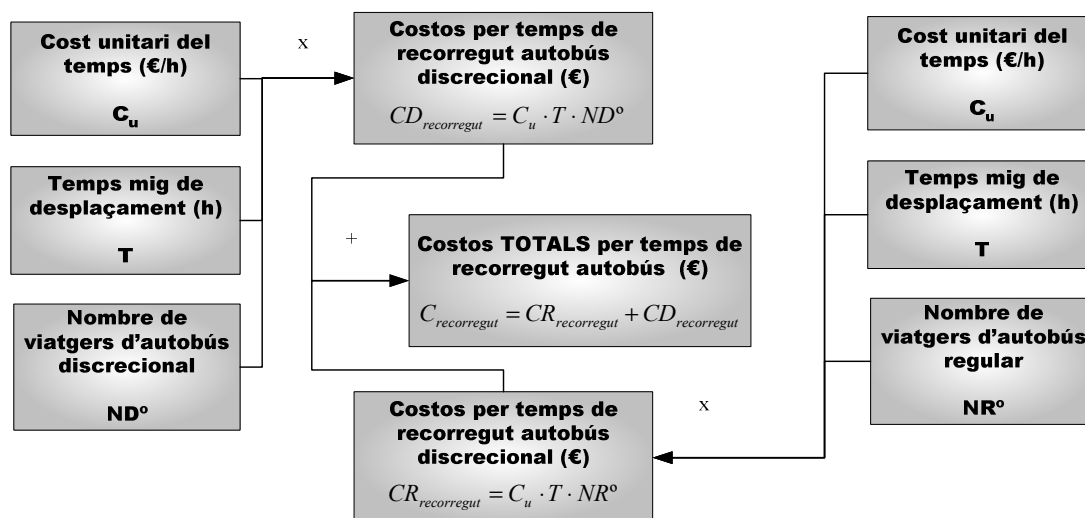 Cost unitari del
temps (€/h)
Cu
Temps mig de
desplaçament (h)
T
Nombre de
viatgers d'autobús
discrecional
NDº
x
Costos per temps de
recorregut autobús
discrecional (€)
CDrecorregut = Cu · T · NDº
+
Costos TOTALS per temps de
recorregut autobús (€)
Crecorregut = CRrecorregut + CDrecorregut
Costos per temps de
recorregut autobús
discrecional (€)
CRrecorregut = Cu · T · NRº
x
Cost unitari del
temps (€/h)
Cu
Temps mig de
desplaçament (h)
T
Nombre de
viatgers d'autobús
regular
NRº